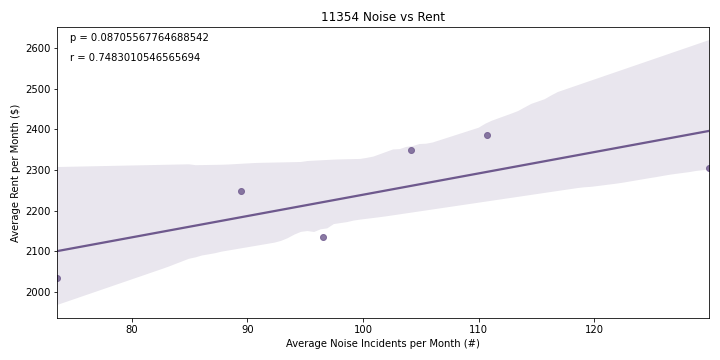 11354 Noise vs Rent
p = 0.08705567764688542
r = 0.7483010546565694
2600
2500
2400
2300
2200
2100
2000
Average Rent per Month ($)
80 90 100 110 120
Average Noise Incidents per Month (#)